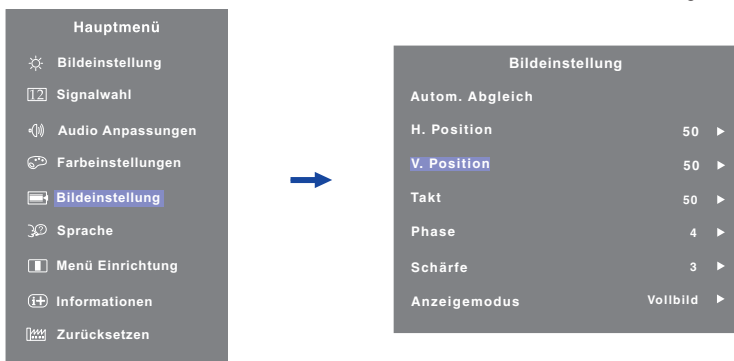 Hauptmenü
Bildeinstellung
12 Signalwahl
Audio Anpassungen
Farbeinstellungen
Bildeinstellung
Sprache
Menü Einrichtung
Informationen
Zurücksetzen
Bildeinstellung
Autom. Abgleich
H. Position 50
V. Position 50
Takt 50
Phase 4
Schärfe 3
Anzeigemodus Vollbild